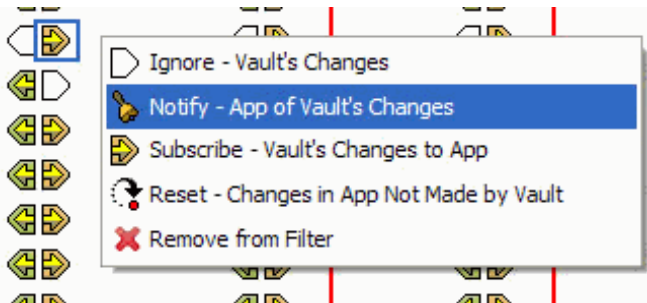 Ignore - Vault's Changes
Notify - App of Vault's Changes
Subscribe - Vault's Changes to App
Reset - Changes in App Not Made by Vault
Remove from Filter